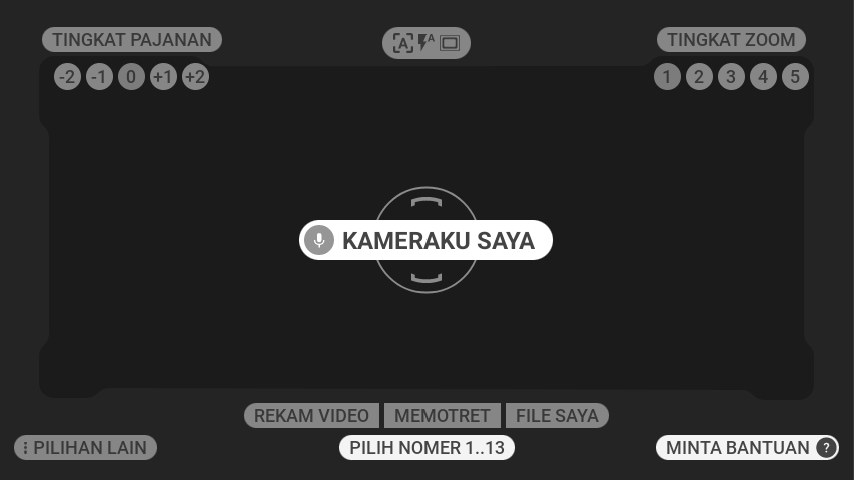 TINGKAT PAJANAN
A A
TINGKAT ZOOM
-2 -1 0 +1 +2
1 2 3 4 5
KAMERAKU SAYA
REKAM VIDEO MEMOTRET FILE SAYA
PILIHAN LAIN
PILIH NOMER 1..13
MINTA BANTUAN ?